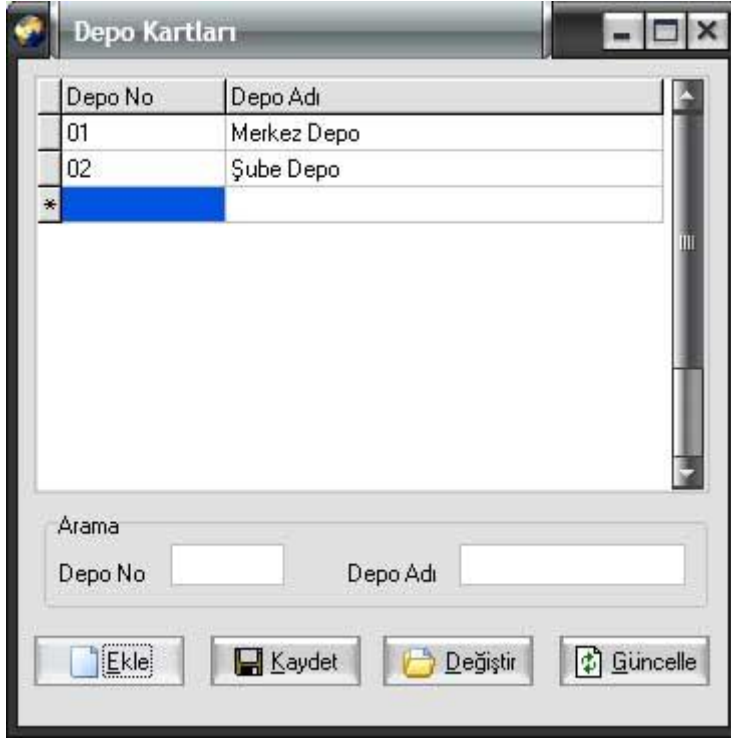 Depo Kartları
Depo No Depo Adı
01 Merkez Depo
02 Şube Depo
*
Arama
Depo No Depo Adı
Ekle Kaydet Değiştir Güncelle